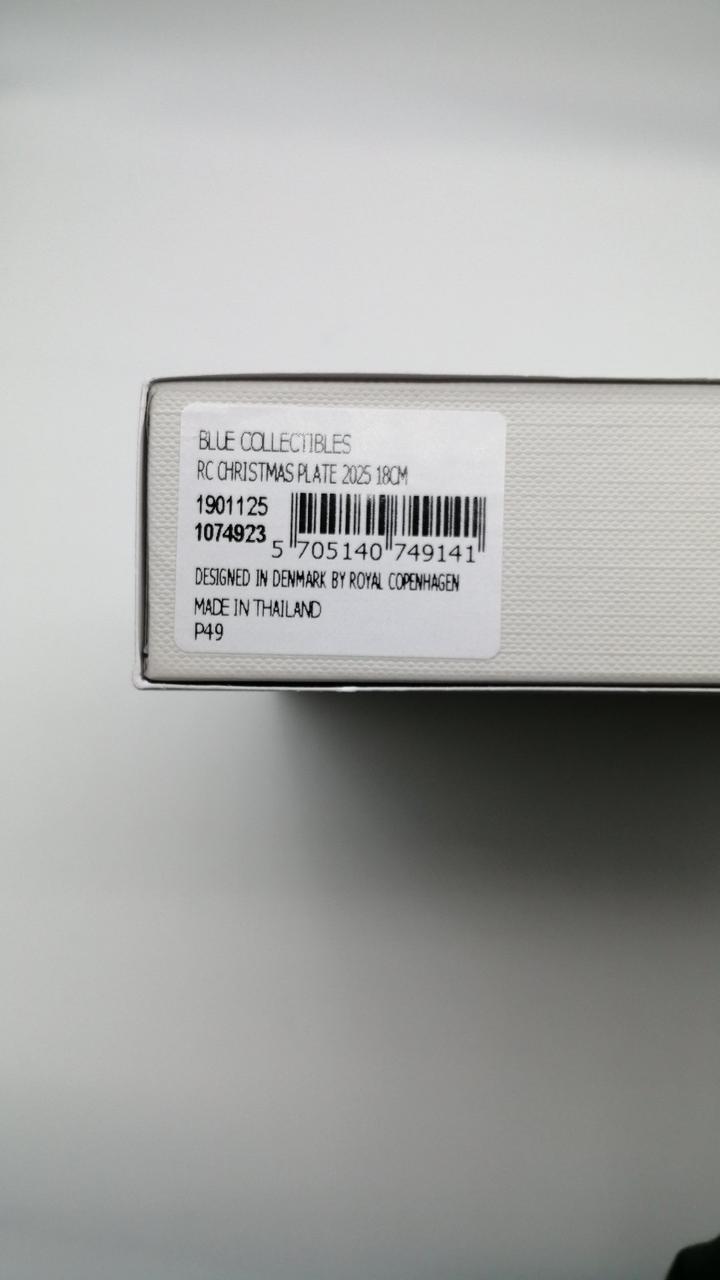 BLUE COLLECTIBLES
RC CHRISTMAS PLATE 2025 18CM
1901125
1074923
5 705140 749141
DESIGNED IN DENMARK BY ROYAL COPENHAGEN
MADE IN THAILAND
P49